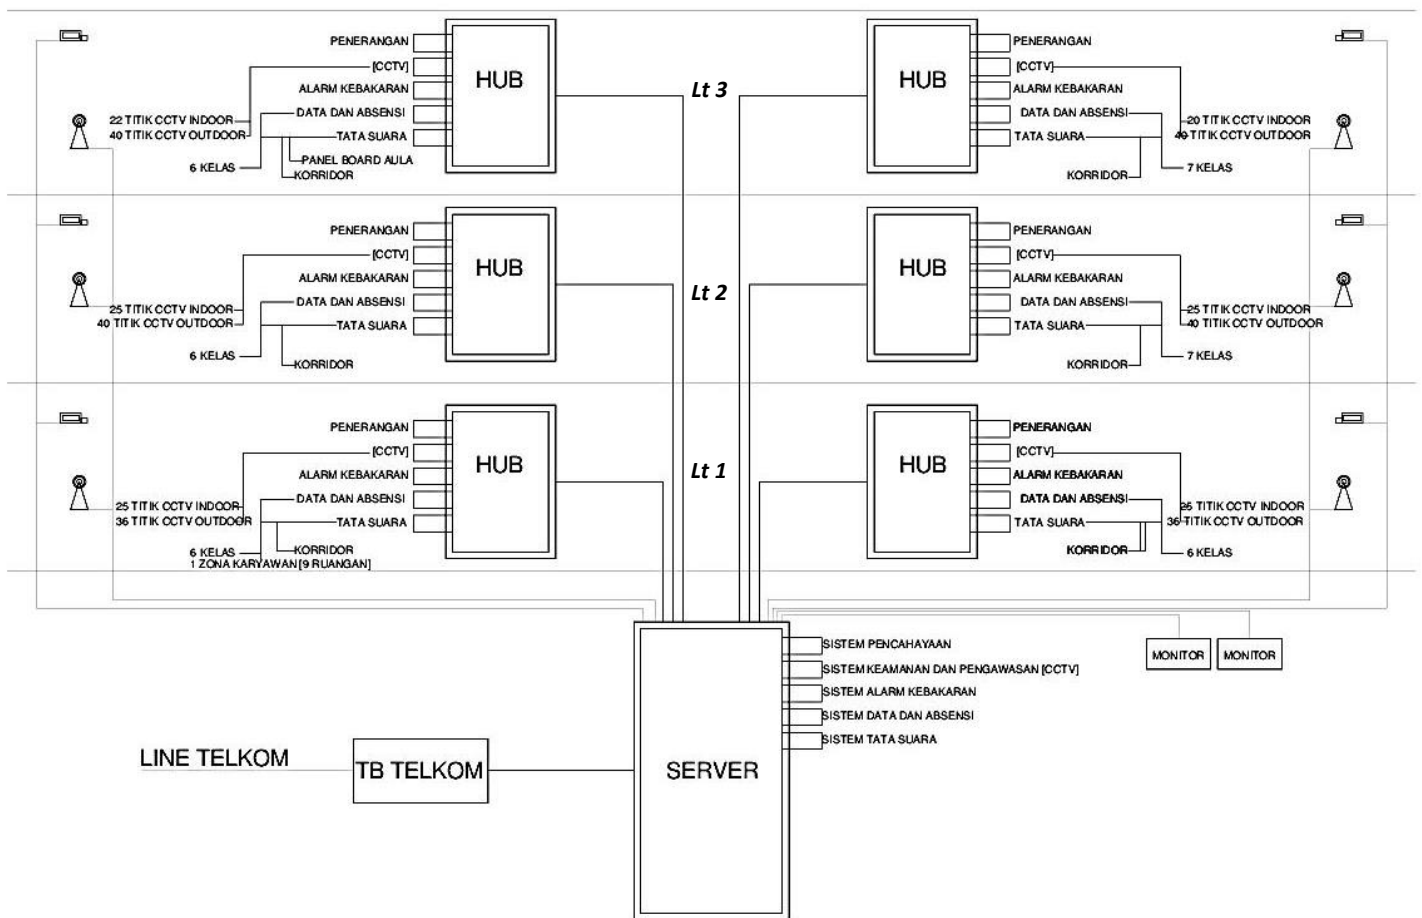 PENERANGAN
[CCTV]
ALARM KEBAKARAN
DATA DAN ABSENSI
TATA SUARA
22 TITIK CCTV INDOOR
40 TITIK CCTV OUTDOOR
6 KELAS
PANEL BOARD AULA
KORRIDOR
HUB
Lt 3
HUB
PENERANGAN
[CCTV]
ALARM KEBAKARAN
DATA DAN ABSENSI
TATA SUARA
20 TITIK CCTV INDOOR
40 TITIK CCTV OUTDOOR
KORRIDOR
7 KELAS
PENERANGAN
[CCTV]
ALARM KEBAKARAN
DATA DAN ABSENSI
TATA SUARA
25 TITIK CCTV INDOOR
40 TITIK CCTV OUTDOOR
6 KELAS
KORRIDOR
HUB
Lt 2
HUB
PENERANGAN
[CCTV]
ALARM KEBAKARAN
DATA DAN ABSENSI
TATA SUARA
25 TITIK CCTV INDOOR
40 TITIK CCTV OUTDOOR
KORRIDOR
7 KELAS
PENERANGAN
[CCTV]
ALARM KEBAKARAN
DATA DAN ABSENSI
TATA SUARA
25 TITIK CCTV INDOOR
36 TITIK CCTV OUTDOOR
6 KELAS
KORRIDOR
1 ZONA KARYAWAN [9 RUANGAN]
HUB
Lt 1
HUB
PENERANGAN
[CCTV]
ALARM KEBAKARAN
DATA DAN ABSENSI
TATA SUARA
25 TITIK CCTV INDOOR
36 TITIK CCTV OUTDOOR
KORRIDOR
6 KELAS
SISTEM PENCAHAYAAN
SISTEM KEAMANAN DAN PENGAWASAN [CCTV]
SISTEM ALARM KEBAKARAN
SISTEM DATA DAN ABSENSI
SISTEM TATA SUARA
MONITOR
MONITOR
LINE TELKOM
TB TELKOM
SERVER